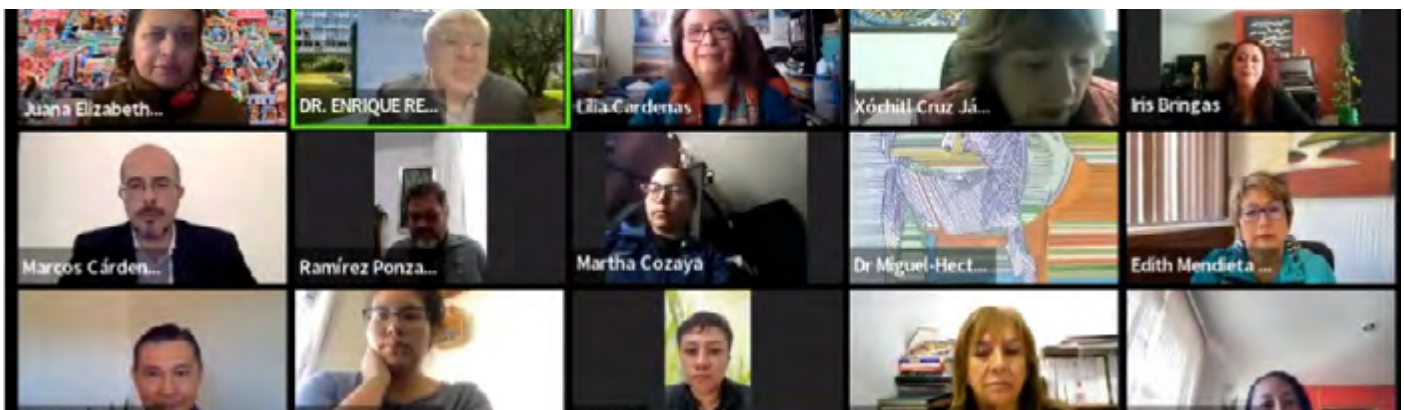 Juana Elizabeth...
DR. ENRIQUE RE...
Lilia Cardenas
Xóchitl Cruz Já...
Iris Bringas
Marcos Cárden...
Ramírez Ponza...
Martha Cozaya
Dr Miguel-Hect...
Edith Mendieta ...